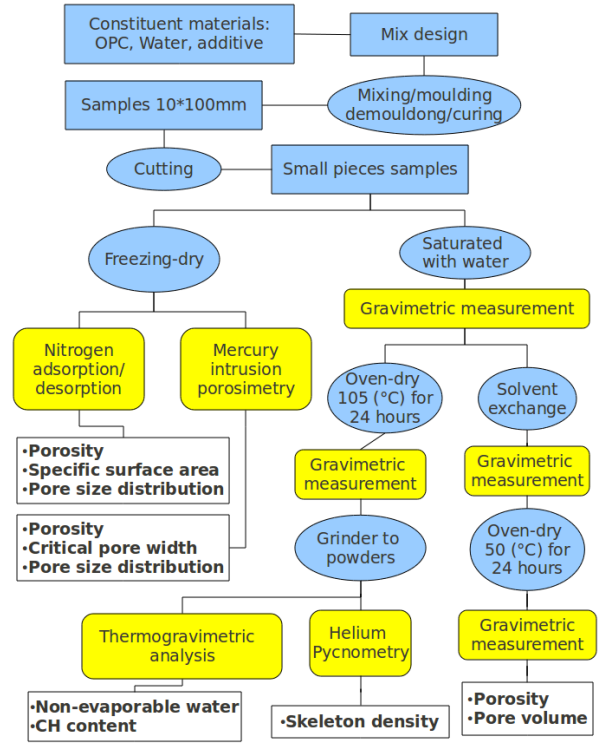 Constituent materials:
OPC, Water, additive
Mix design
Samples 10*100mm
Mixing/moulding
demouldong/curing
Cutting
Small pieces samples
Freezing-dry
Saturated
with water
Gravimetric measurement
Nitrogen
adsorption/
desorption
Mercury
intrusion
porosimetry
Oven-dry
105 (°C) for
24 hours
Solvent
exchange
•Porosity
•Specific surface area
•Pore size distribution
Gravimetric
measurement
Gravimetric
measurement
•Porosity
•Critical pore width
•Pore size distribution
Grinder to
powders
Oven-dry
50 (°C) for
24 hours
Thermogravimetric
analysis
Helium
Pycnometry
Gravimetric
measurement
•Non-evaporable water
•CH content
•Skeleton density
•Porosity
•Pore volume